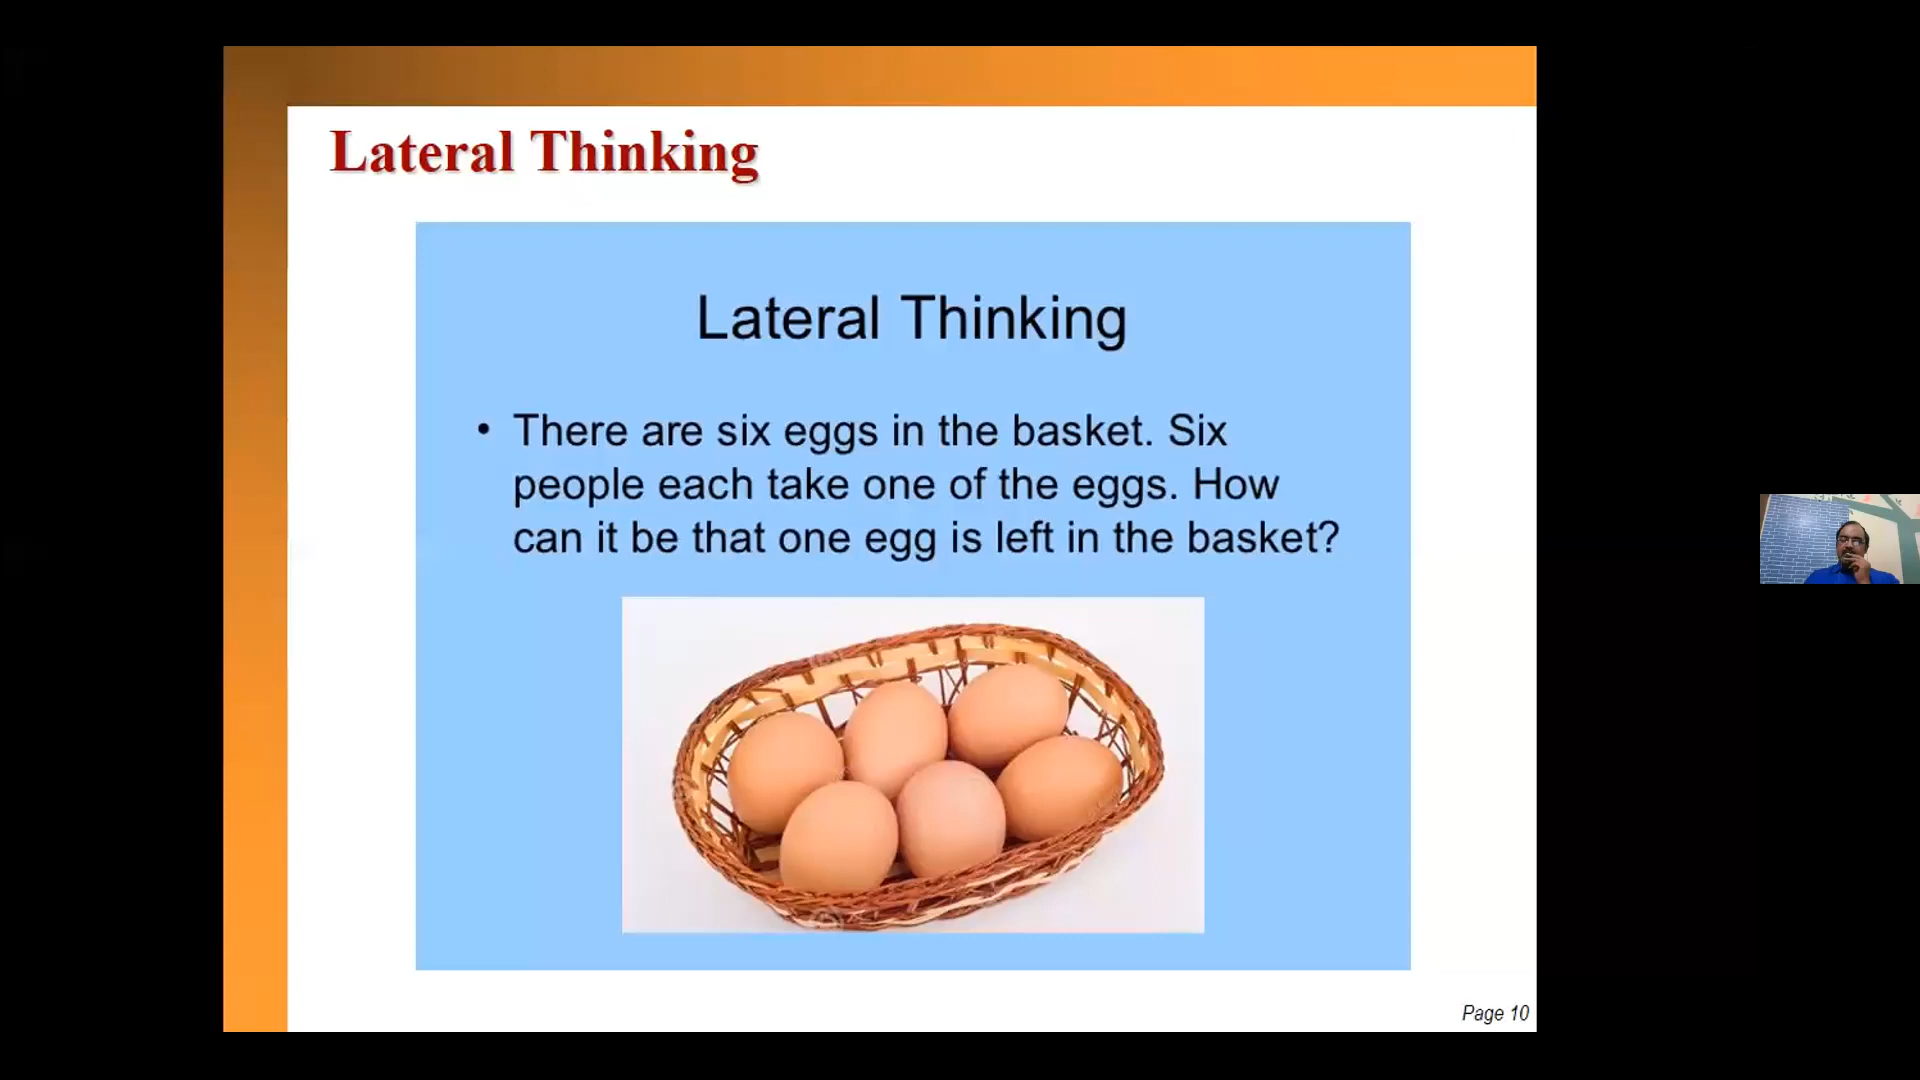 Lateral Thinking
Lateral Thinking
• There are six eggs in the basket. Six
people each take one of the eggs. How
can it be that one egg is left in the basket?
Page 10